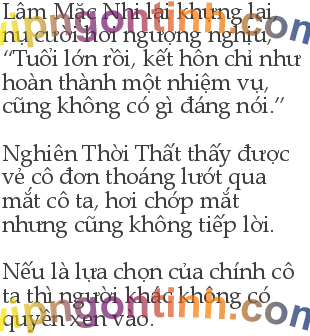 Lâm Mặc Nhi lại khựng lại,
nụ cười hơi ngượng nghịu,
“Tuổi lớn rồi, kết hôn chỉ như
hoàn thành một nhiệm vụ,
cũng không có gì đáng nói.”
Nghiên Thời Thất thấy được
vẻ cô đơn thoáng lướt qua
mắt cô ta, hơi chớp mắt
nhưng cũng không tiếp lời.
Nếu là lựa chọn của chính cô
ta thì người khác không có
quyền xen vào.
vipngontinh.com
vipngontinh.com